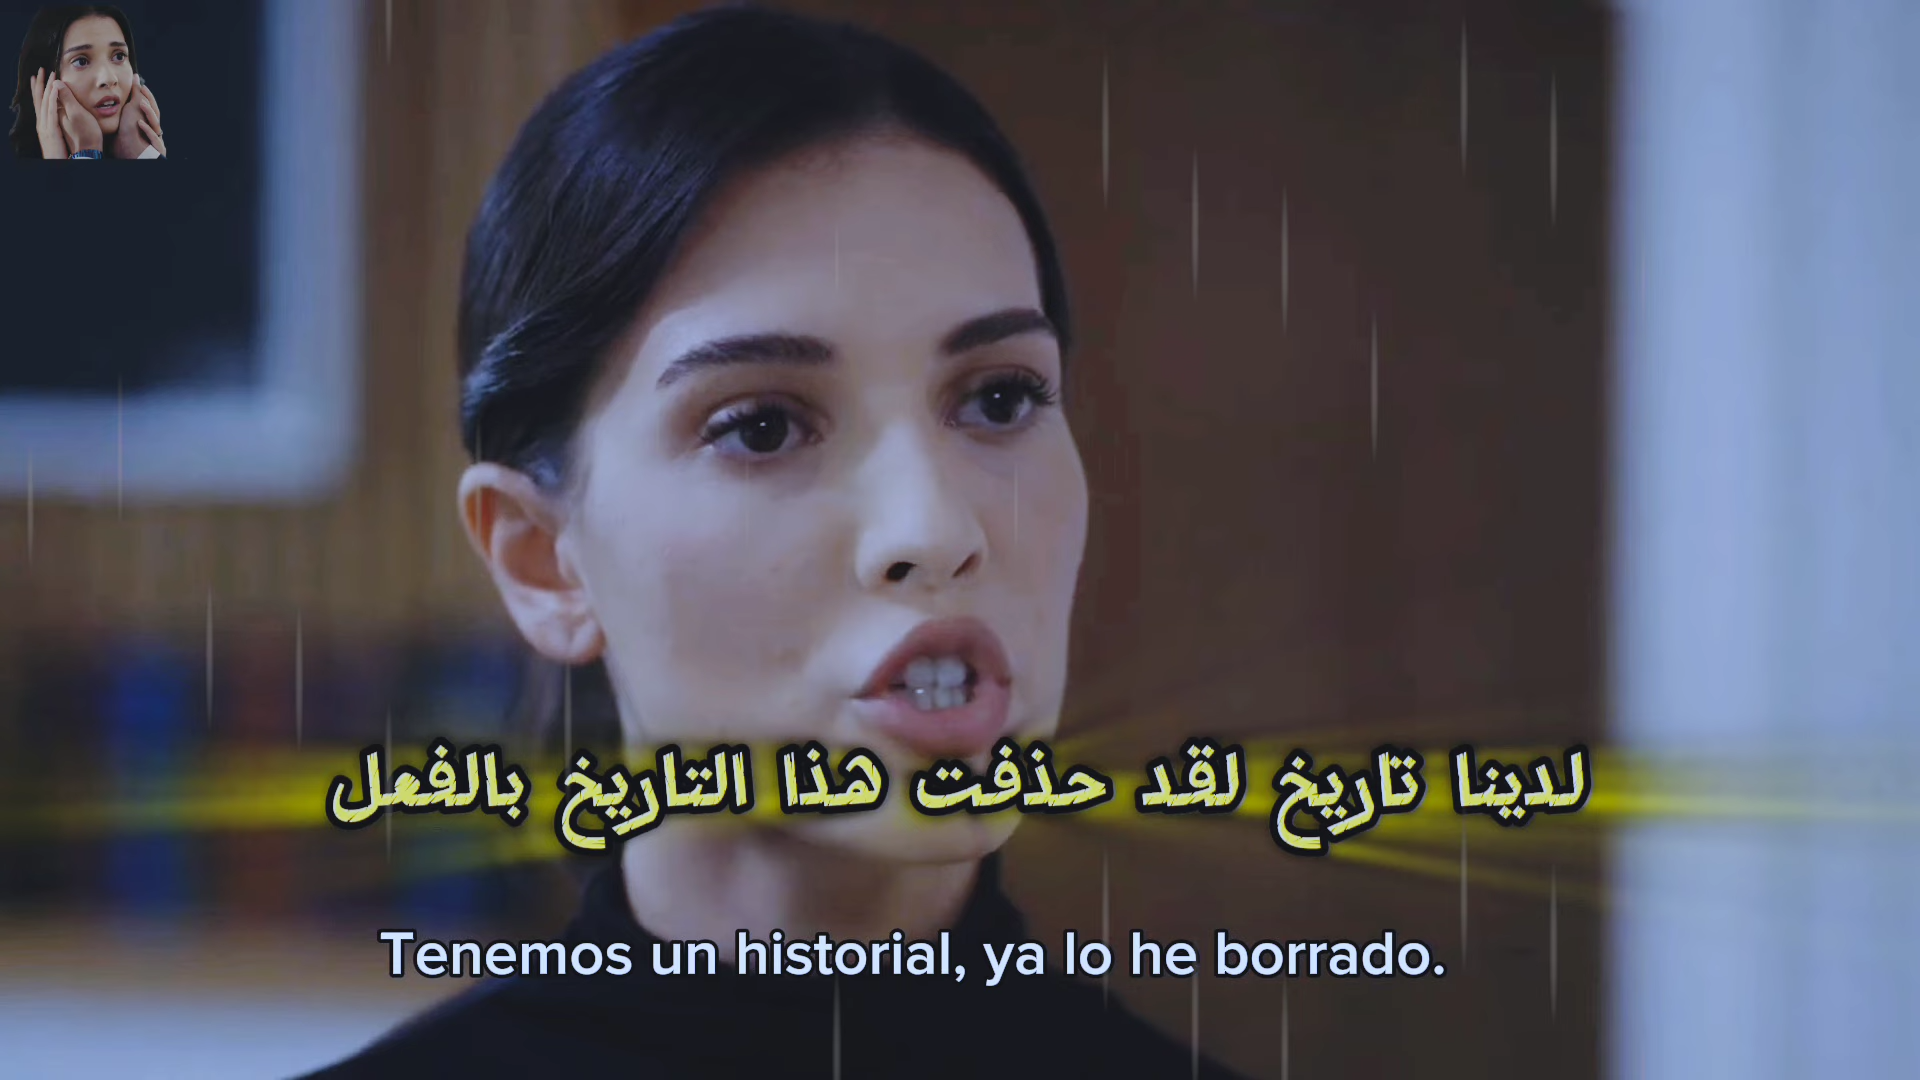 لدينا تاريخ لقد حذفت هذا التاريخ بالفعل
Tenemos un historial, ya lo he borrado.